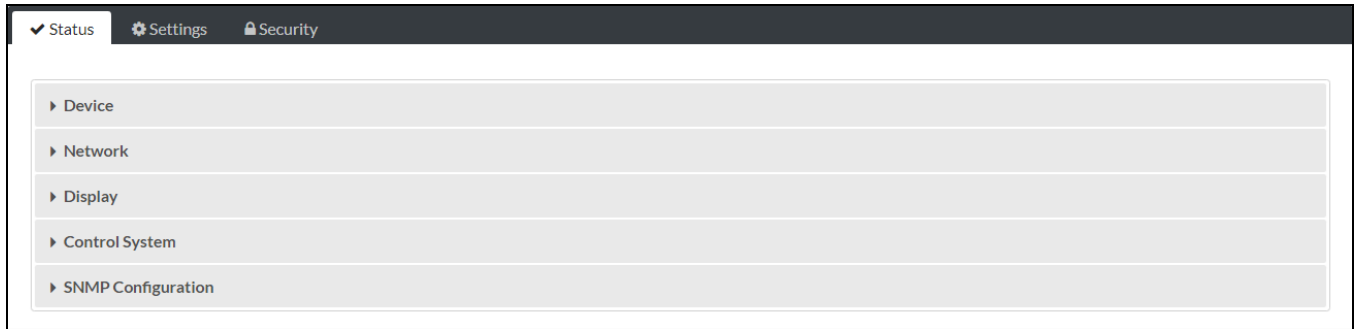 Status Settings Security
Device
Network
Display
Control System
SNMP Configuration